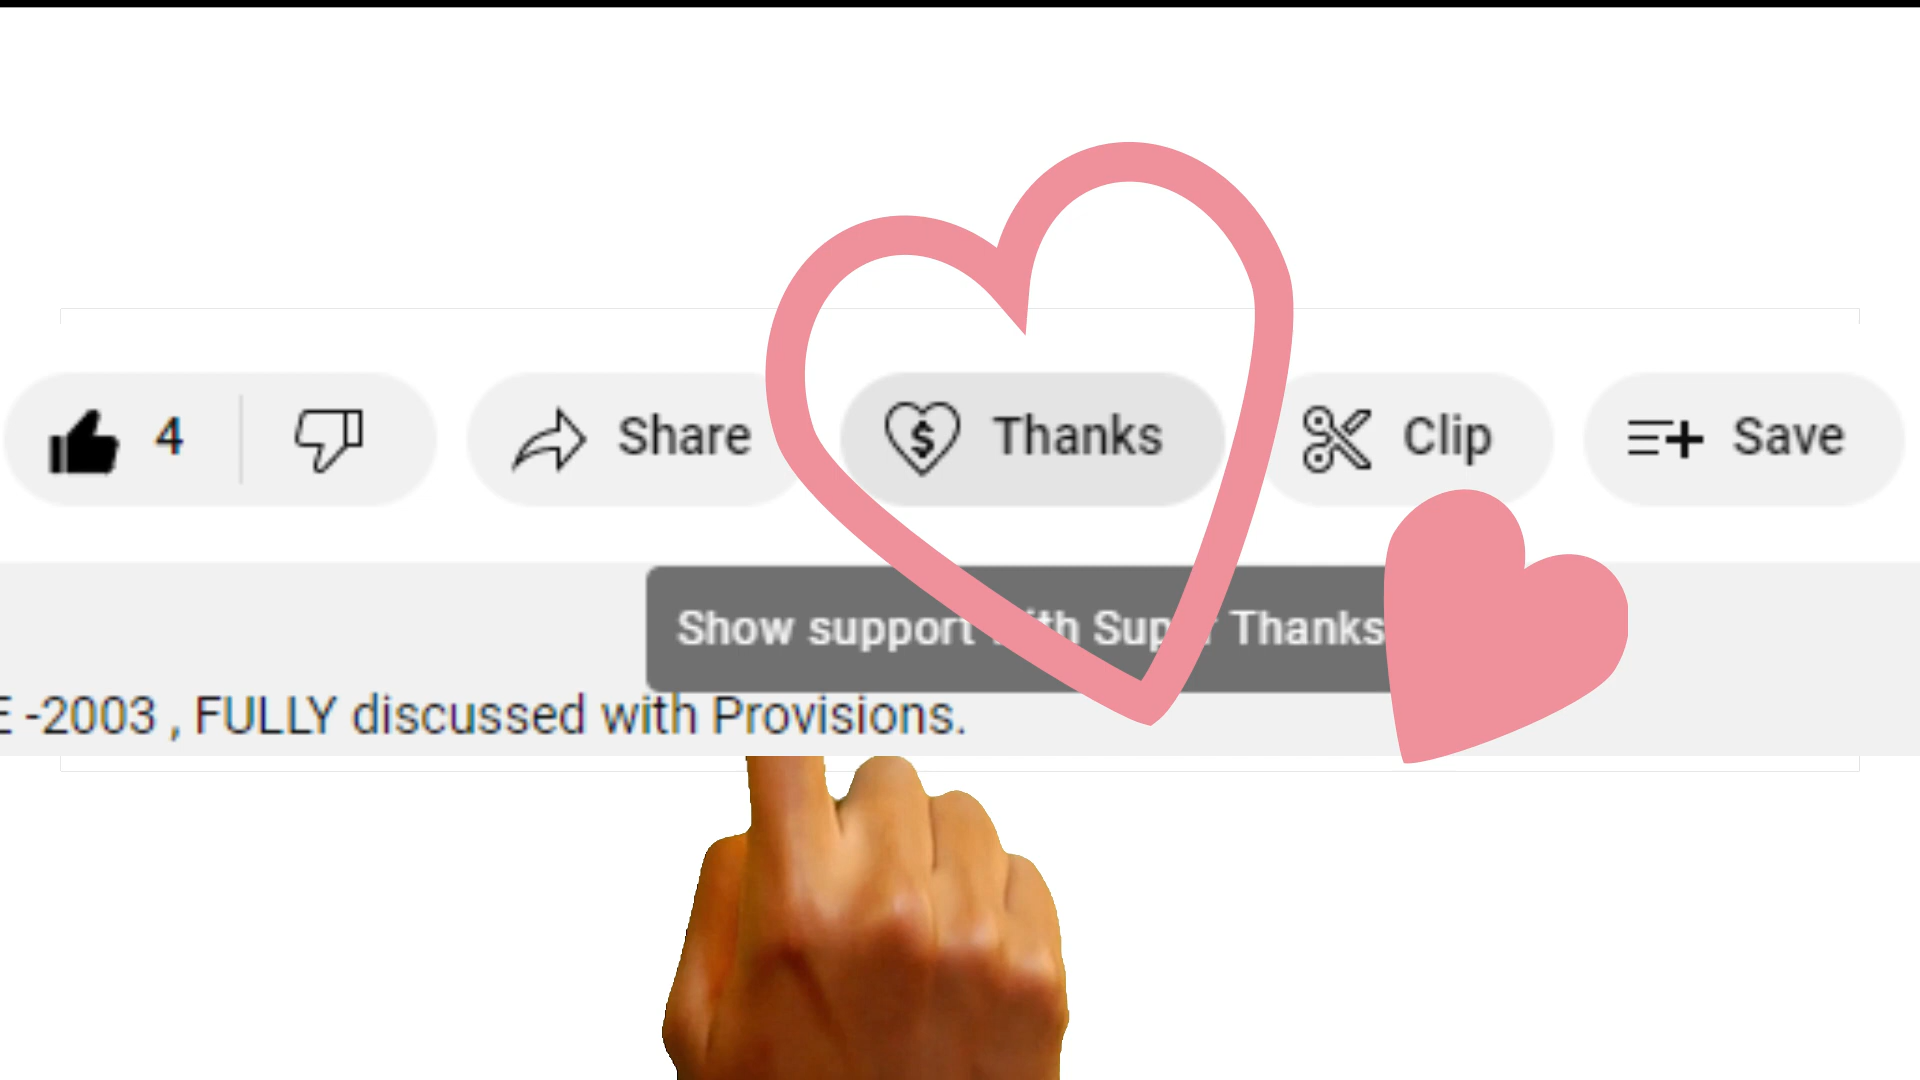 4 Share Thanks Clip Save
Show support Thanks
-2003 , FULLY discussed with Provisions.